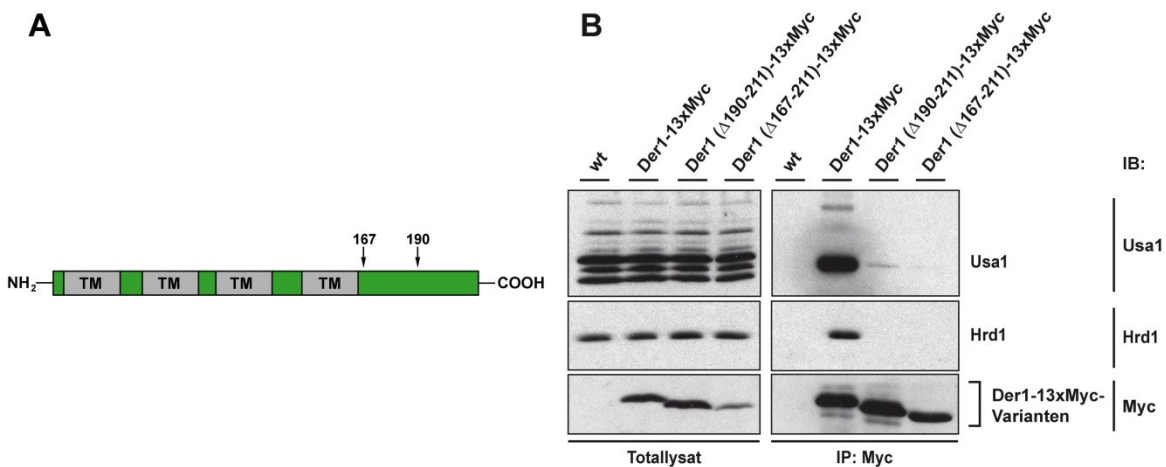 A
167 190
NH2 TM TM TM TM COOH
B
wt
Der1-13xMyc
Der1 (Δ190-211)-13xMyc
Der1 (Δ167-211)-13xMyc
wt
Der1-13xMyc
Der1 (Δ190-211)-13xMyc
Der1 (Δ167-211)-13xMyc
IB:
Usa1 Usa1
Hrd1 Hrd1
Der1-13xMyc-
Varianten
Myc
Totallysat IP: Myc